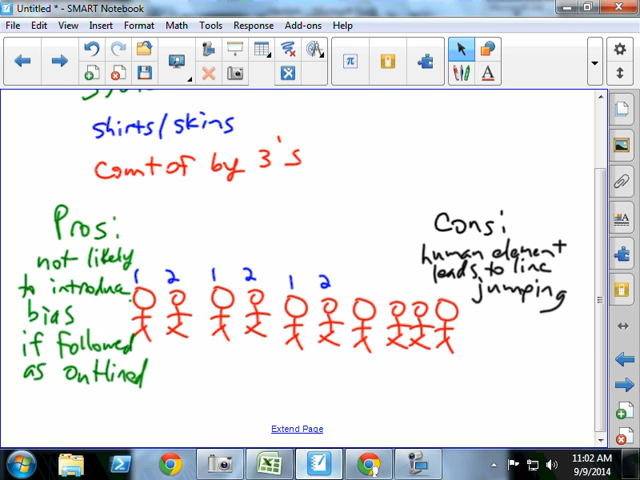 Untitled * - SMART Notebook
File Edit View Insert Format Tools Math Draw Response Add-ons Help
π
A
shirts/skins
count of by 3's
Pros:
not likely
to introduce
bias
if followed
as outlined
Cons:
human element
leads to line
jumping
1 2 1 2 1 2
Extend Page
11:02 AM
9/9/2014